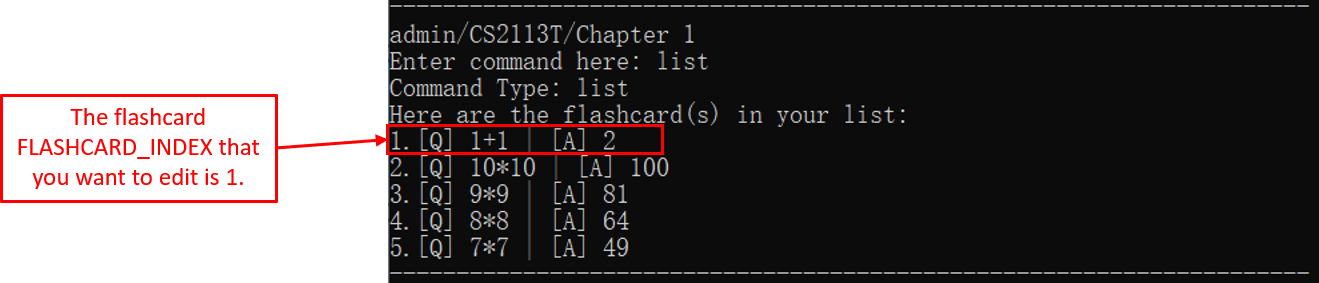 The flashcard
FLASHCARD_INDEX that
you want to edit is 1.
admin/CS2113T/Chapter 1
Enter command here: list
Command Type: list
Here are the flashcard(s) in your list:
1.[Q] 1+1 | [A] 2
2.[Q] 10*10 | [A] 100
3.[Q] 9*9 | [A] 81
4.[Q] 8*8 | [A] 64
5.[Q] 7*7 | [A] 49